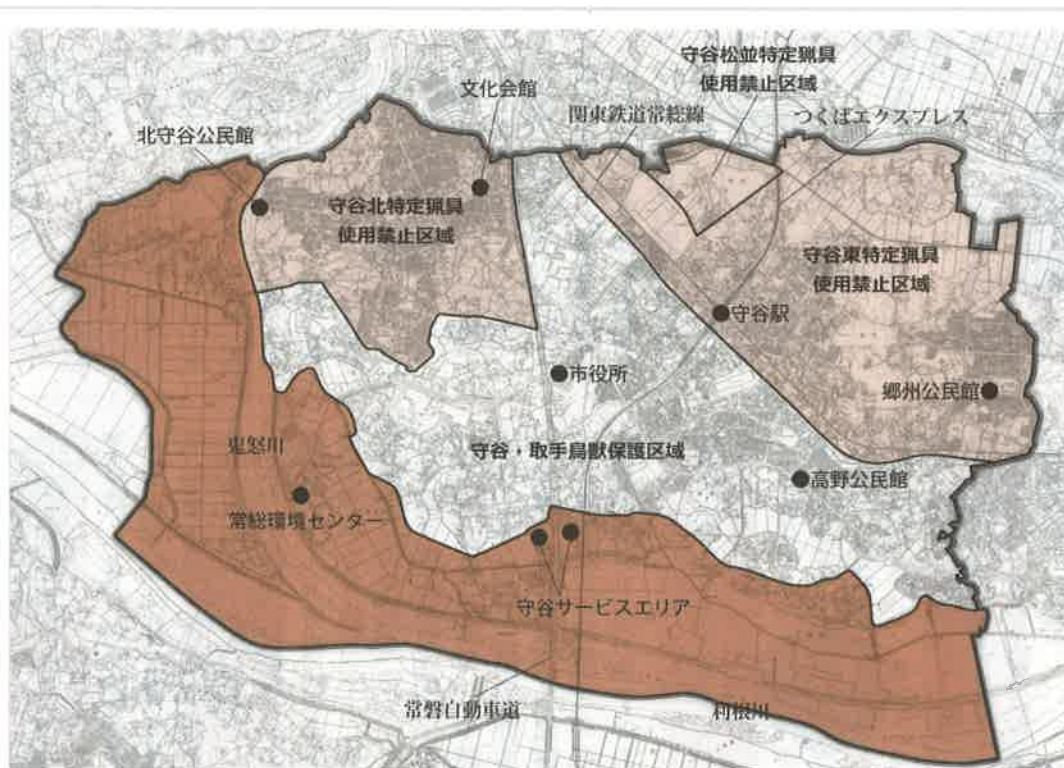 守谷松並特定猟具
使用禁止区域
文化会館
関東鉄道常総線
つくばエクスプレス
北守谷公民館
守谷北特定猟具
使用禁止区域
守谷東特定猟具
使用禁止区域
守谷駅
市役所
郷州公民館
鬼怒川
守谷・取手鳥獣保護区域
高野公民館
常総環境センター
守谷サービスエリア
常磐自動車道
利根川